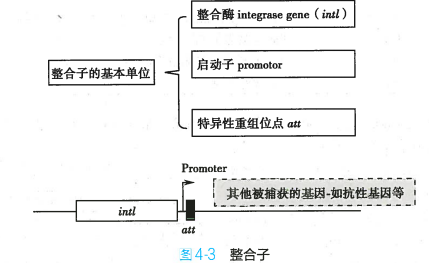 整合酶 integrase gene（intl）
整合子的基本单位
启动子 promotor
特异性重组位点 att
Promoter
其他被捕获的基因-如抗性基因等
intl
att
图4-3 整合子